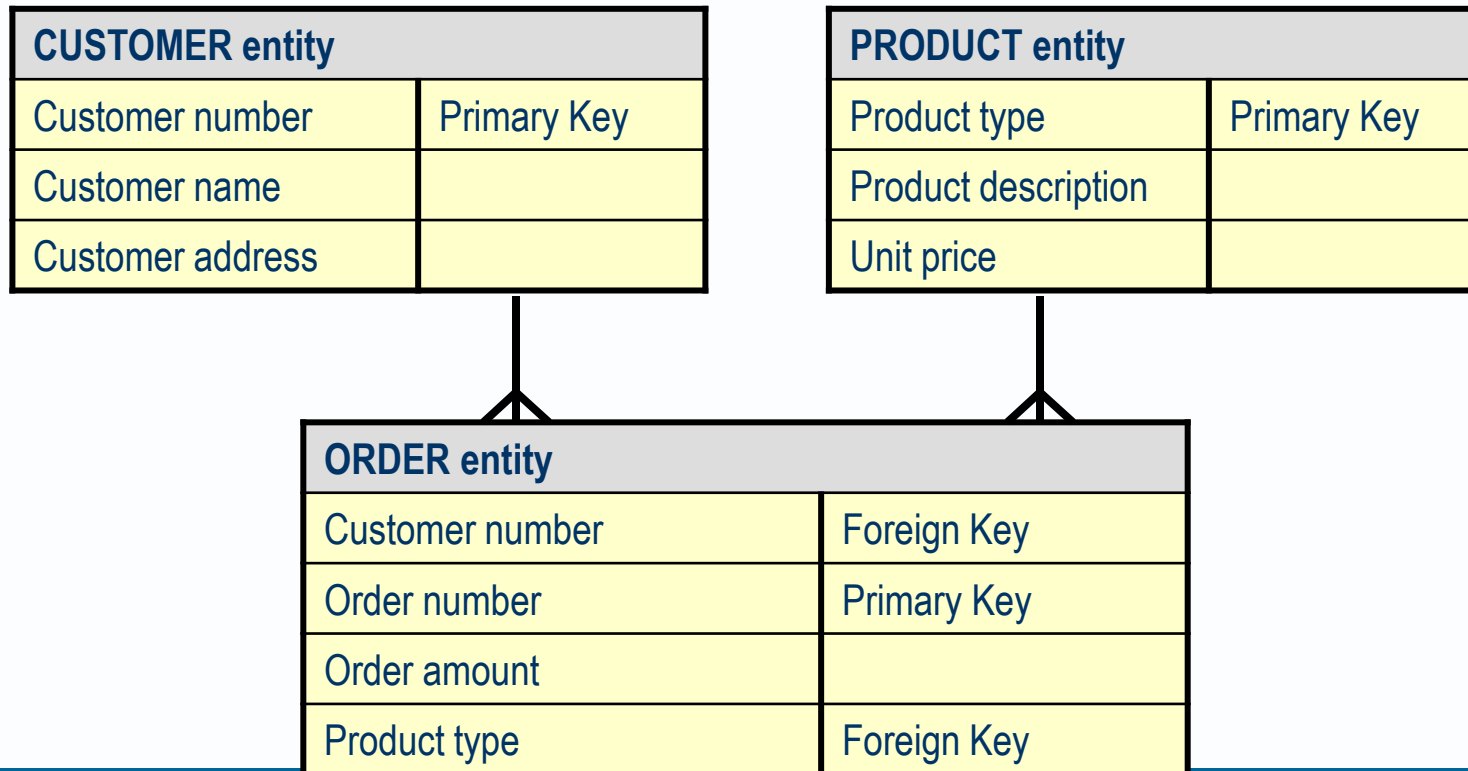 CUSTOMER entity
Customer number Primary Key
Customer name
Customer address
PRODUCT entity
Product type Primary Key
Product description
Unit price
ORDER entity
Customer number Foreign Key
Order number Primary Key
Order amount
Product type Foreign Key